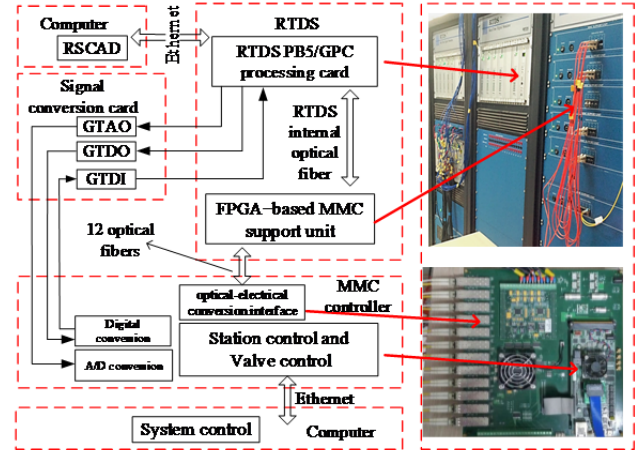 Computer
RSCAD
Ethernet
RTDS
RTDS PB5/GPC
processing card
Signal
conversion card
GTAO
GTDO
GTDI
RTDS
internal
optical
fiber
FPGA-based MMC
support unit
12 optical
fibers
MMC
controller
optical-electrical
conversion interface
Digital
convension
A/D convension
Station control and
Valve control
Ethernet
System control
Computer